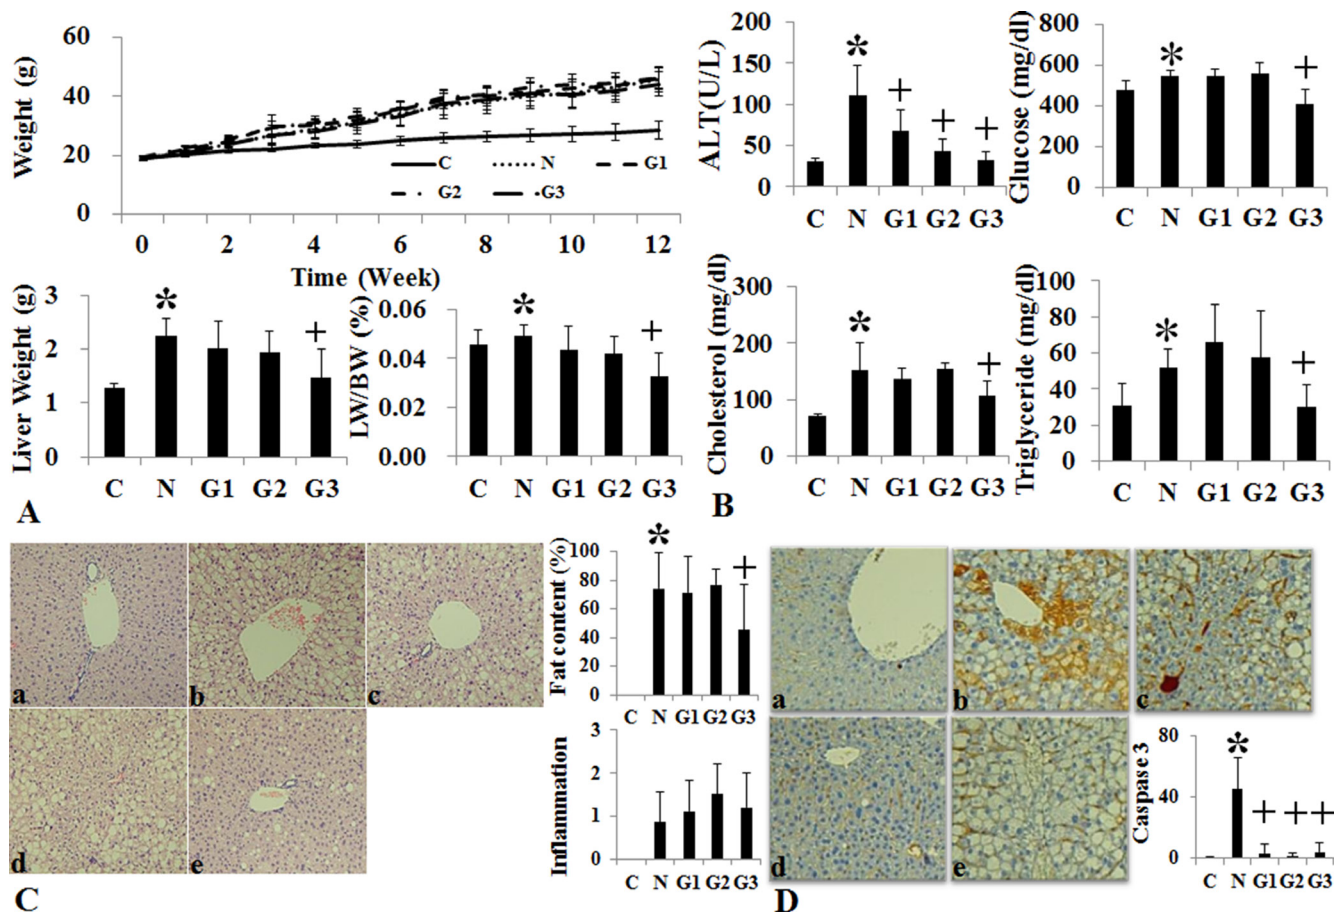 Weight (g)
60
40
20
0
C N G1
G2 G3
0 2 4 6 8 10 12
Time (Week)
Liver Weight (g)
3
2
1
0
*
+
C N G1 G2 G3
LW/BW (%)
0.06
0.04
0.02
0.00
*
+
C N G1 G2 G3
A
ALT(U/L)
200
150
100
50
0
*
+
+
+
C N G1 G2 G3
Glucose (mg/dl)
800
600
400
200
0
*
+
C N G1 G2 G3
Cholesterol (mg/dl)
200
150
100
50
0
*
+
C N G1 G2 G3
Triglyceride (mg/dl)
100
80
60
40
20
0
*
+
C N G1 G2 G3
B
a
b
c
d
e
Fat content (%)
100
80
60
40
20
0
*
+
C N G1 G2 G3
Inflammation
3
2
1
0
C N G1 G2 G3
C
a
b
c
d
e
Caspase 3
80
40
0
*
+
+
+
C N G1 G2 G3
D